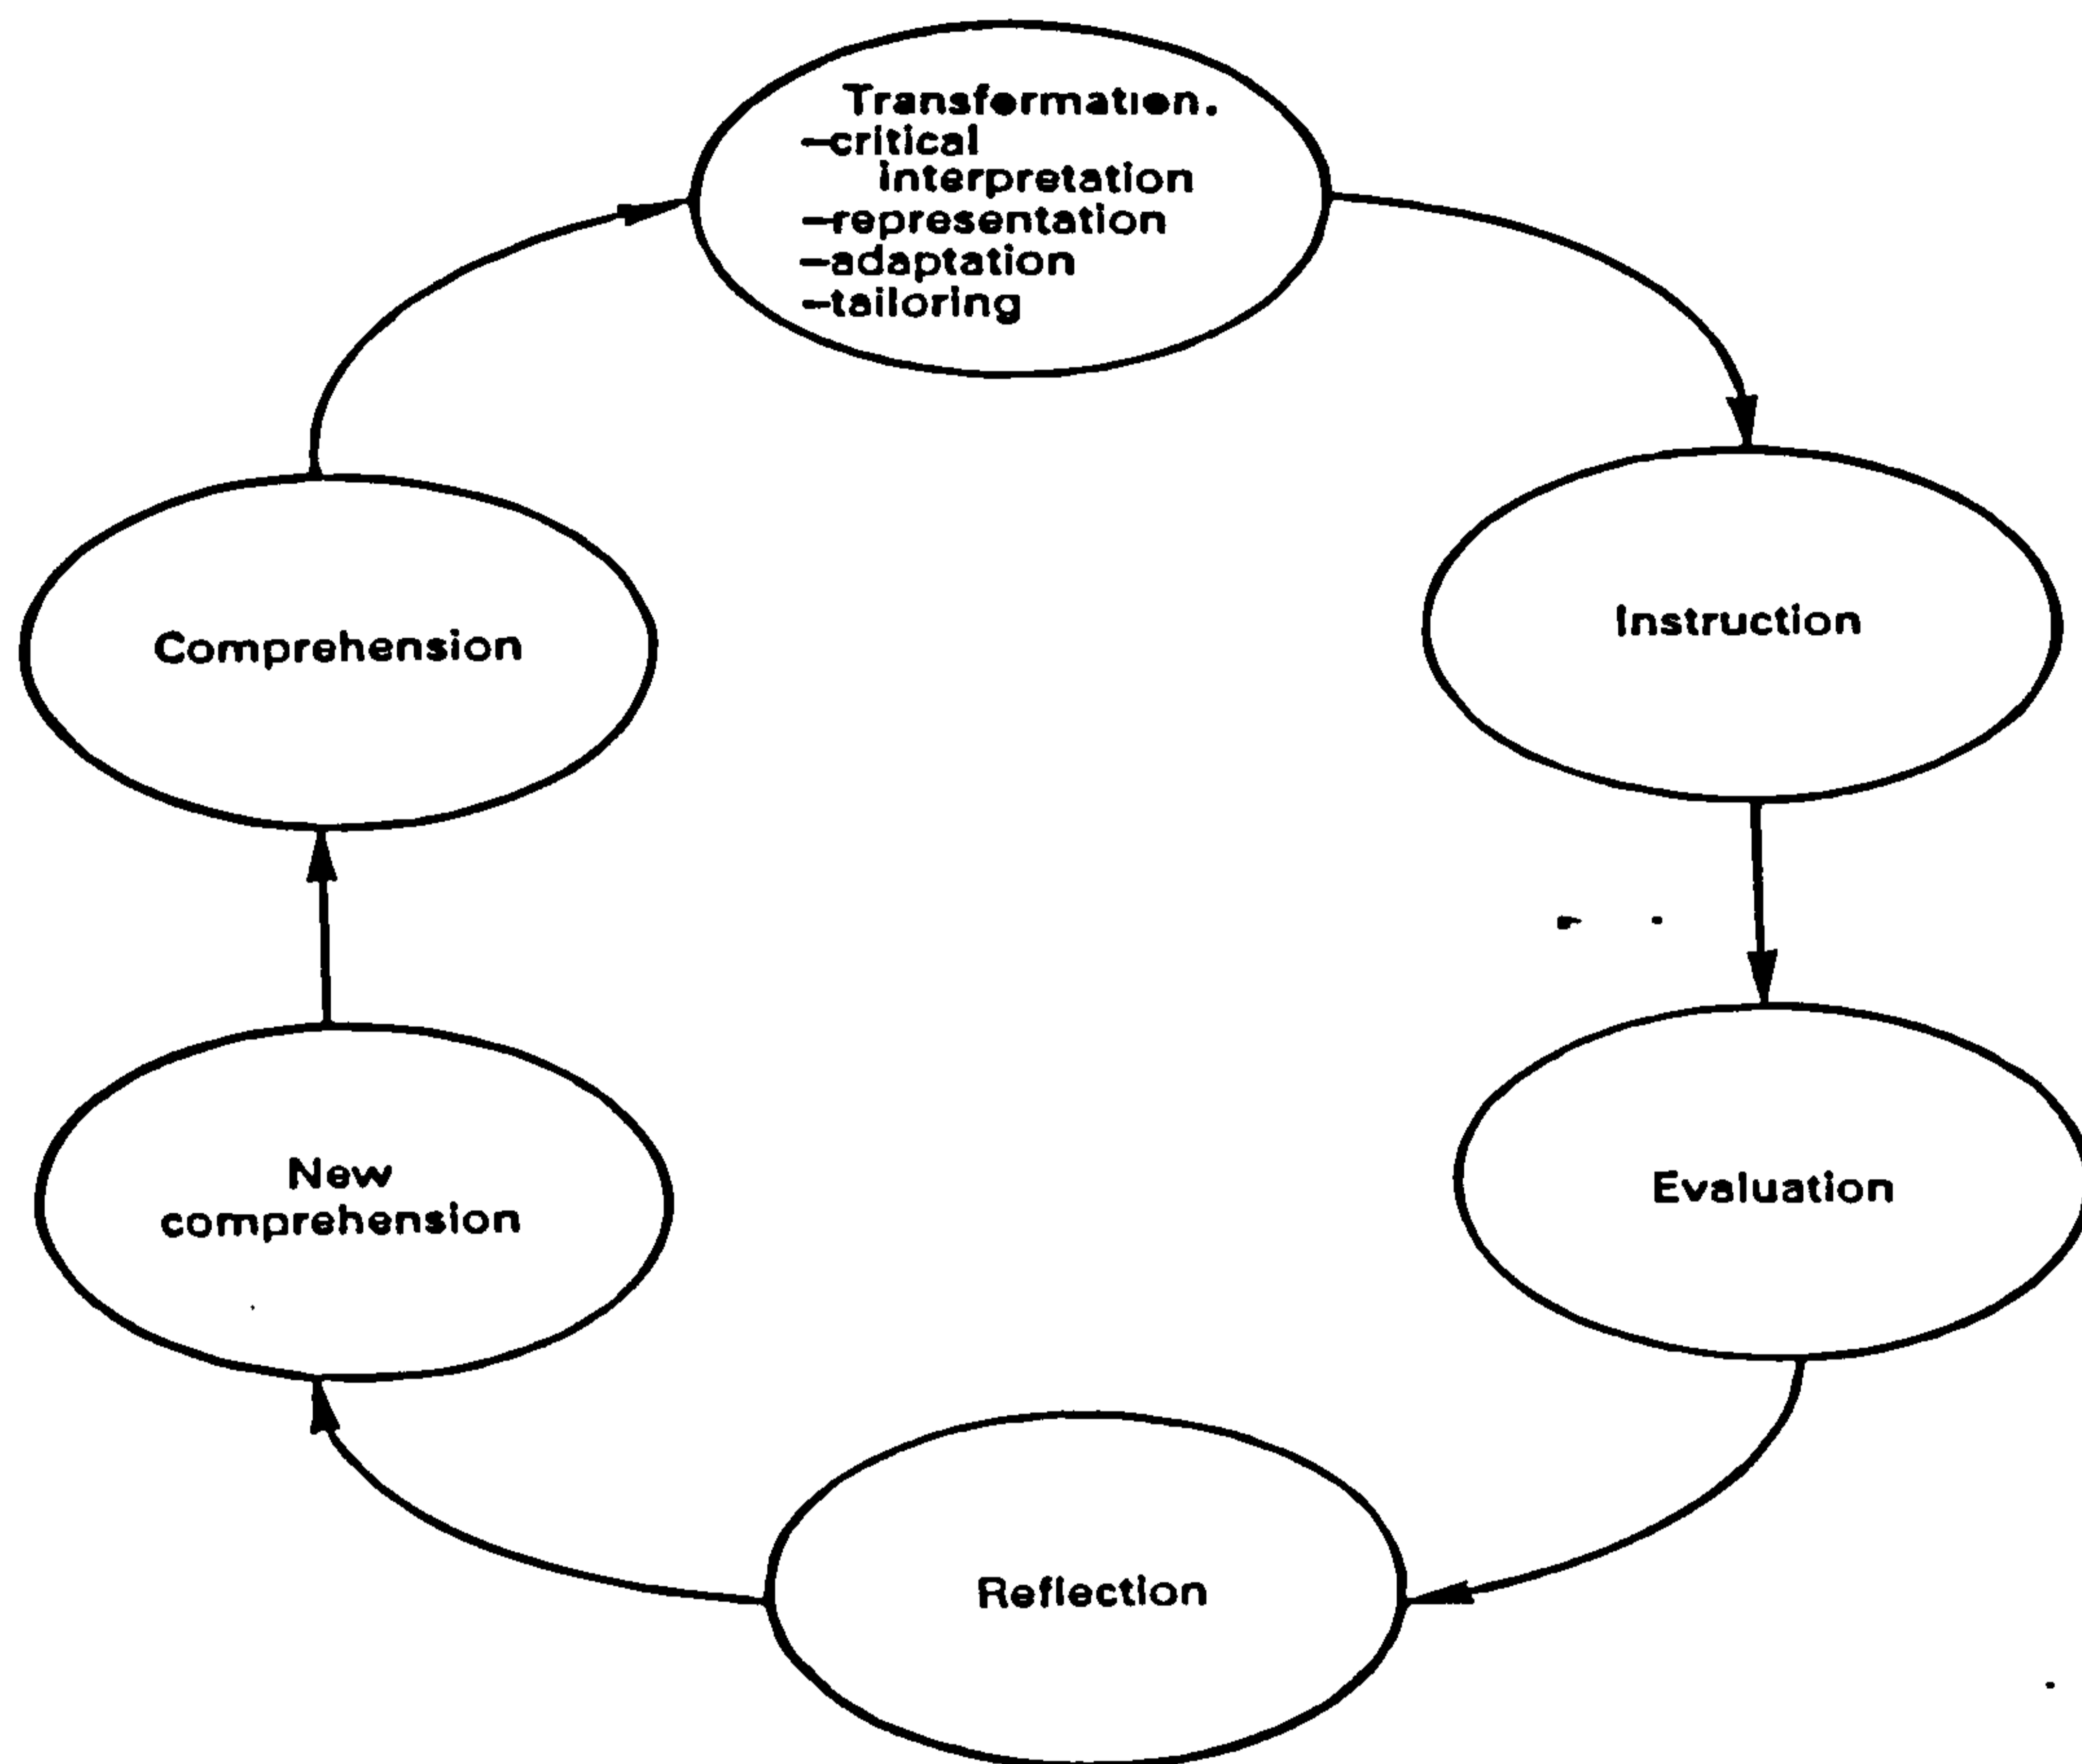 Transformation.
—critical
interpretation
—representation
—adaptation
—tailoring
Comprehension
Instruction
New
comprehension
Evaluation
Reflection